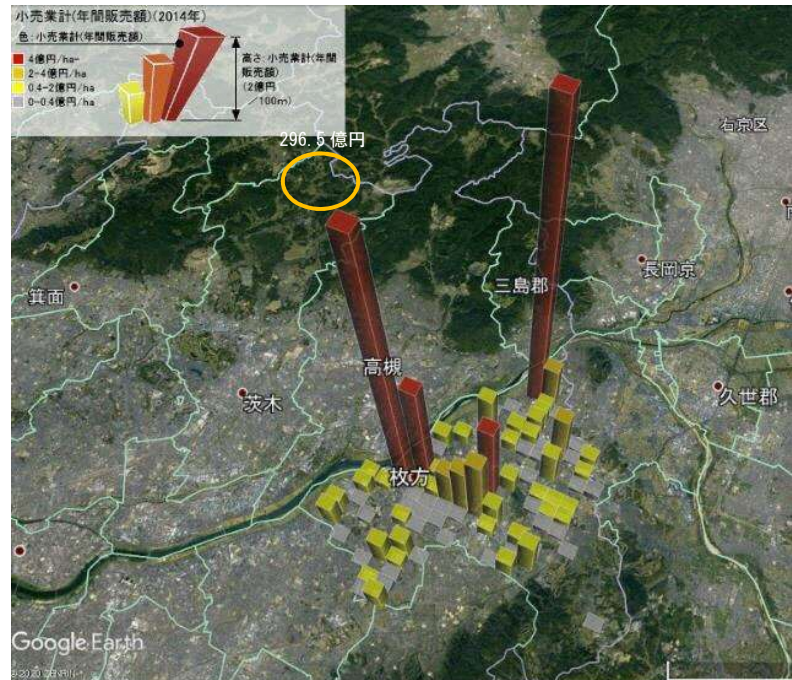 小売業計(年間販売額)(2014年)
色:小売業計(年間販売額)
4億円/ha-
2-4億円/ha
0.4-2億円/ha
0-0.4億円/ha
高さ:小売業計(年間
販売額)
(2億円
/100m)
296.5億円
右京区
長岡京
三島郡
箕面
高槻
茨木
久世郡
枚方
Google Earth
©2020 ZENRIN